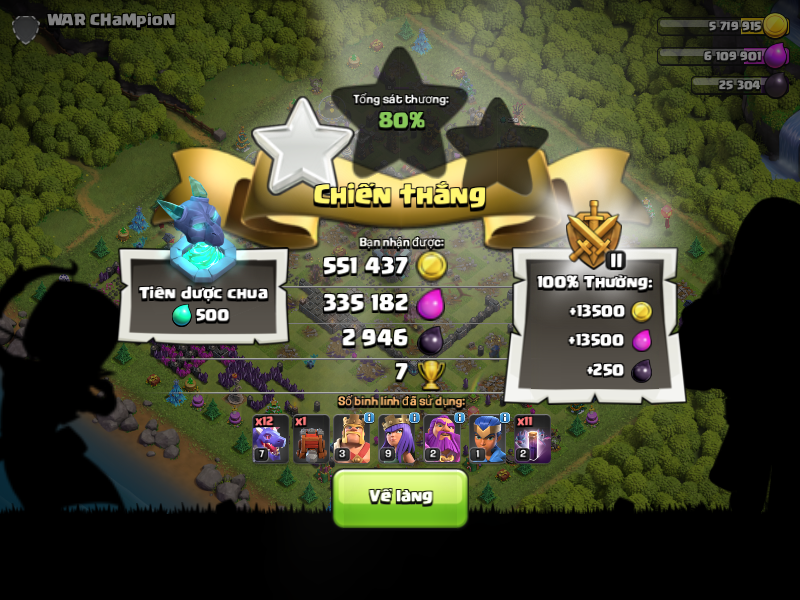 WAR CHaMpioN
5 719 915
6 109 901
25 304
Tổng sát thương:
80%
Chiến thắng
Bạn nhận được:
551 437
335 182
2 946
7
Tiên dược chua
500
100% Thưởng:
+13500
+13500
+250
Số binh lính đã sử dụng:
x12 x1 x11
7 3 9 2 1 2
Về làng